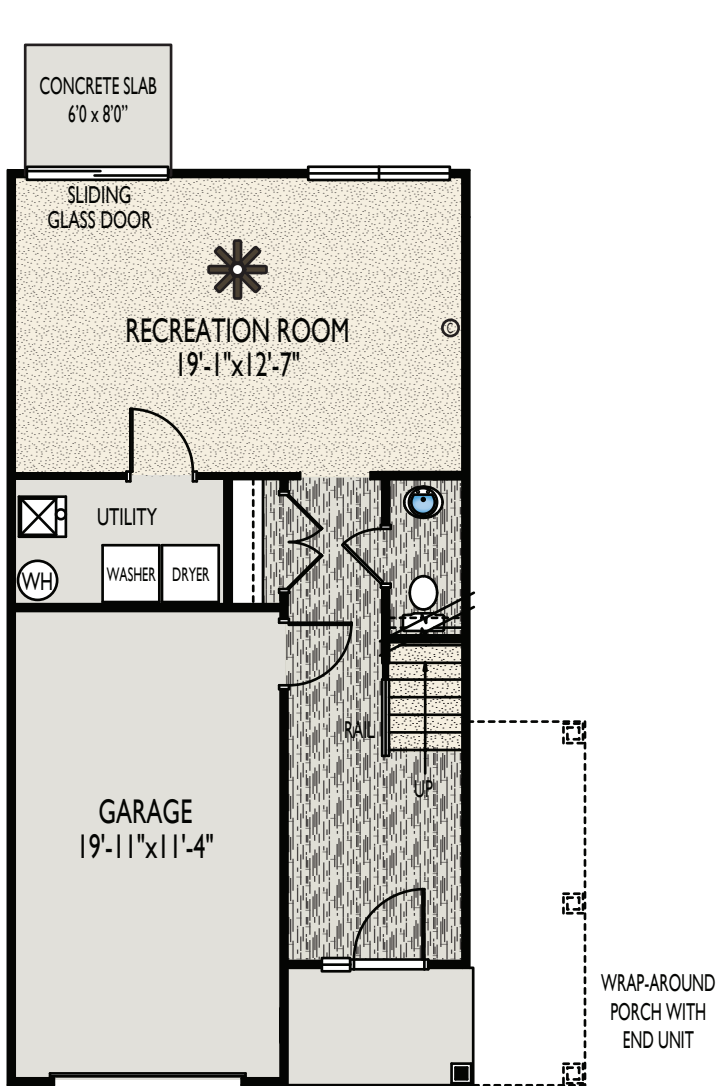 CONCRETE SLAB
6'0 x 8'0"
SLIDING
GLASS DOOR
RECREATION ROOM
19'-1"x12'-7"
C
UTILITY
WH
WASHER
DRYER
RAIL
UP
GARAGE
19'-11"x11'-4"
WRAP-AROUND
PORCH WITH
END UNIT